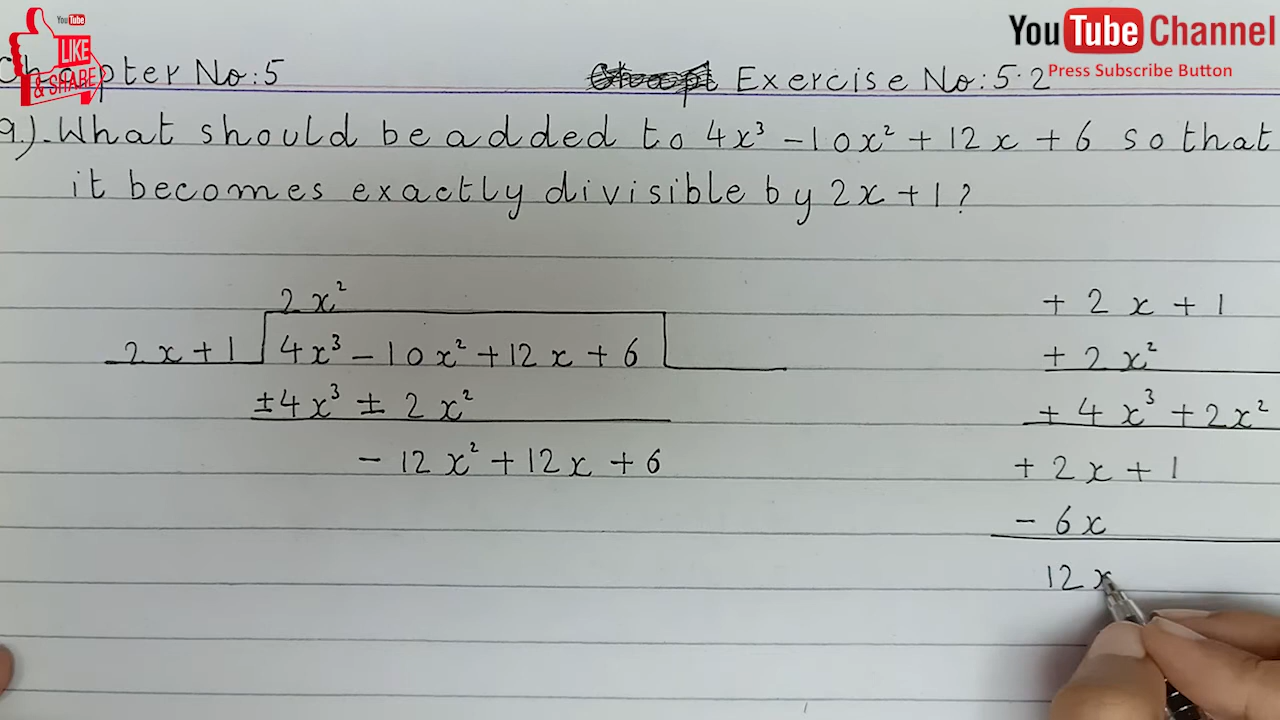 YouTube
LIKE
& SHARE
YouTube Channel
Press Subscribe Button
Chapter No:5 Exercise No:5.2
9.). What should be added to 4x³ -10x² + 12x + 6 so that
it becomes exactly divisible by 2x + 1?
2x²
2x+1 4x³ -10x² +12x + 6
±4x³ ± 2x²
- 12x² + 12x + 6
+ 2x + 1
+ 2x²
+ 4x³ + 2x²
+ 2x + 1
- 6x
12x